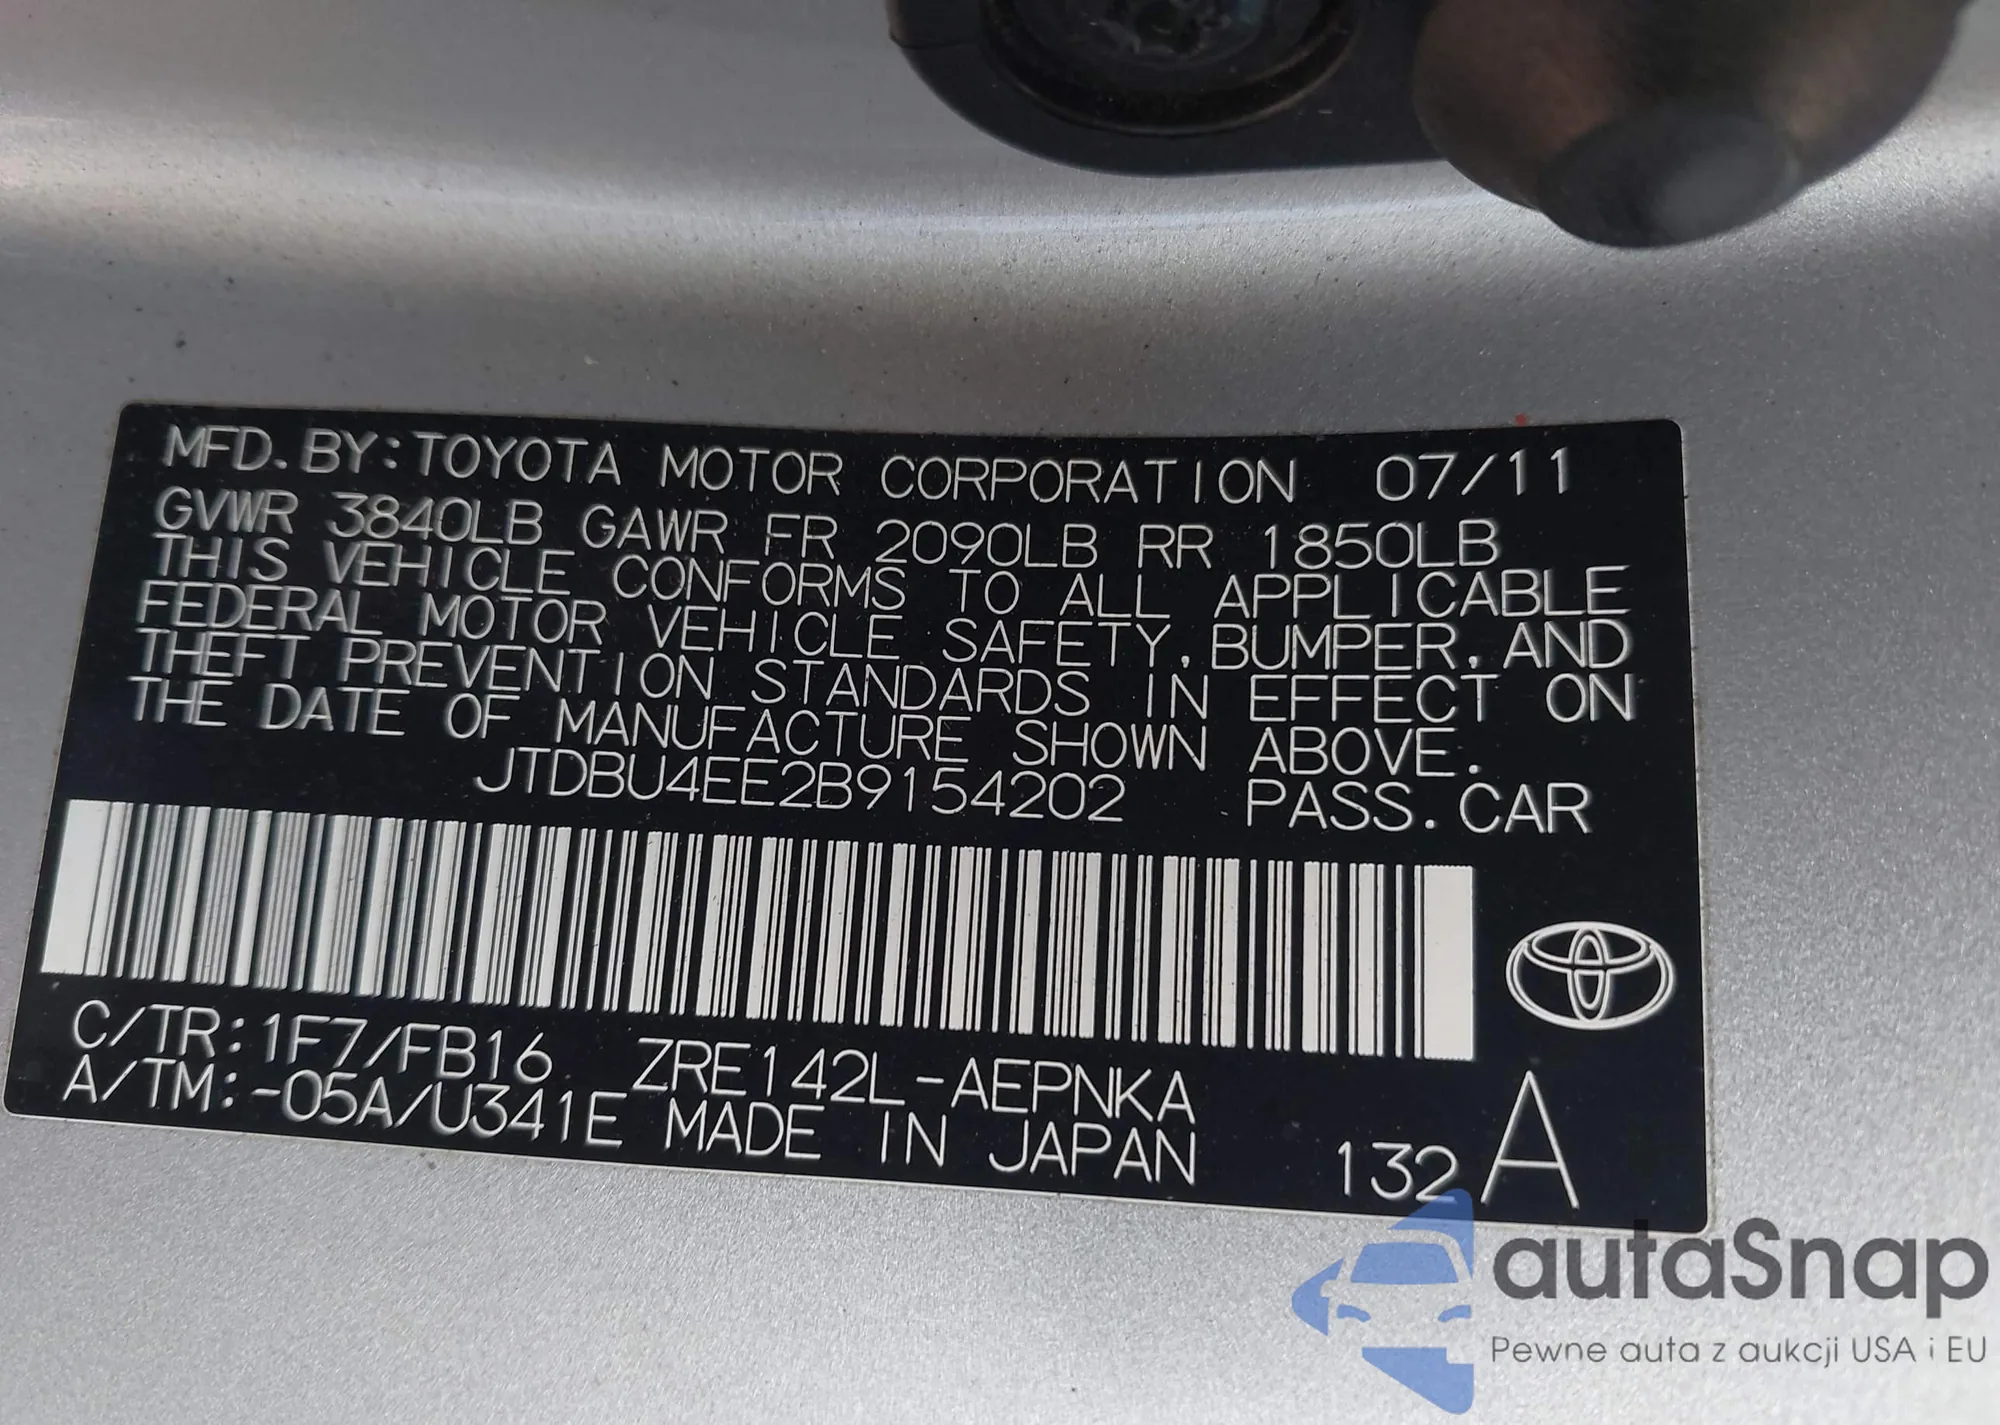 MFD.BY:TOYOTA MOTOR CORPORATION 07/11
GVWR 3840LB GAWR FR 2090LB RR 1850LB
THIS VEHICLE CONFORMS TO ALL APPLICABLE
FEDERAL MOTOR VEHICLE SAFETY, BUMPER, AND
THEFT PREVENTION STANDARDS IN EFFECT ON
THE DATE OF MANUFACTURE SHOWN ABOVE.
JTDBU4EE2B9154202 PASS.CAR
C/TR:1F7/FB16 ZRE142L-AEPNKA
A/TM:-05A/U341E MADE IN JAPAN 132 A
autaSnap
Pewne auta z aukcji USA i EU